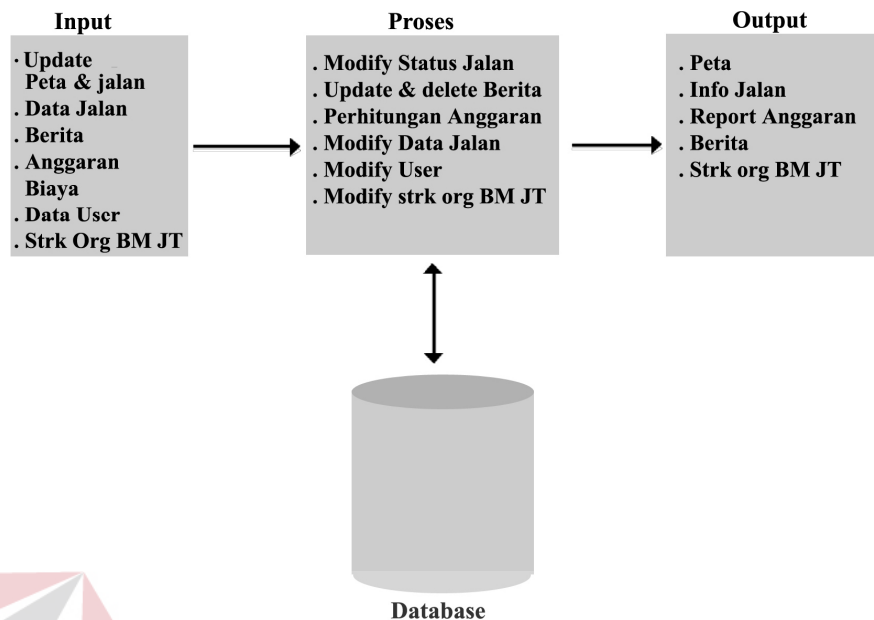 Input
· Update
Peta & jalan
. Data Jalan
. Berita
. Anggaran
Biaya
. Data User
. Strk Org BM JT
Proses
. Modify Status Jalan
. Update & delete Berita
. Perhitungan Anggaran
. Modify Data Jalan
. Modify User
. Modify strk org BM JT
Output
. Peta
. Info Jalan
. Report Anggaran
. Berita
. Strk org BM JT
Database